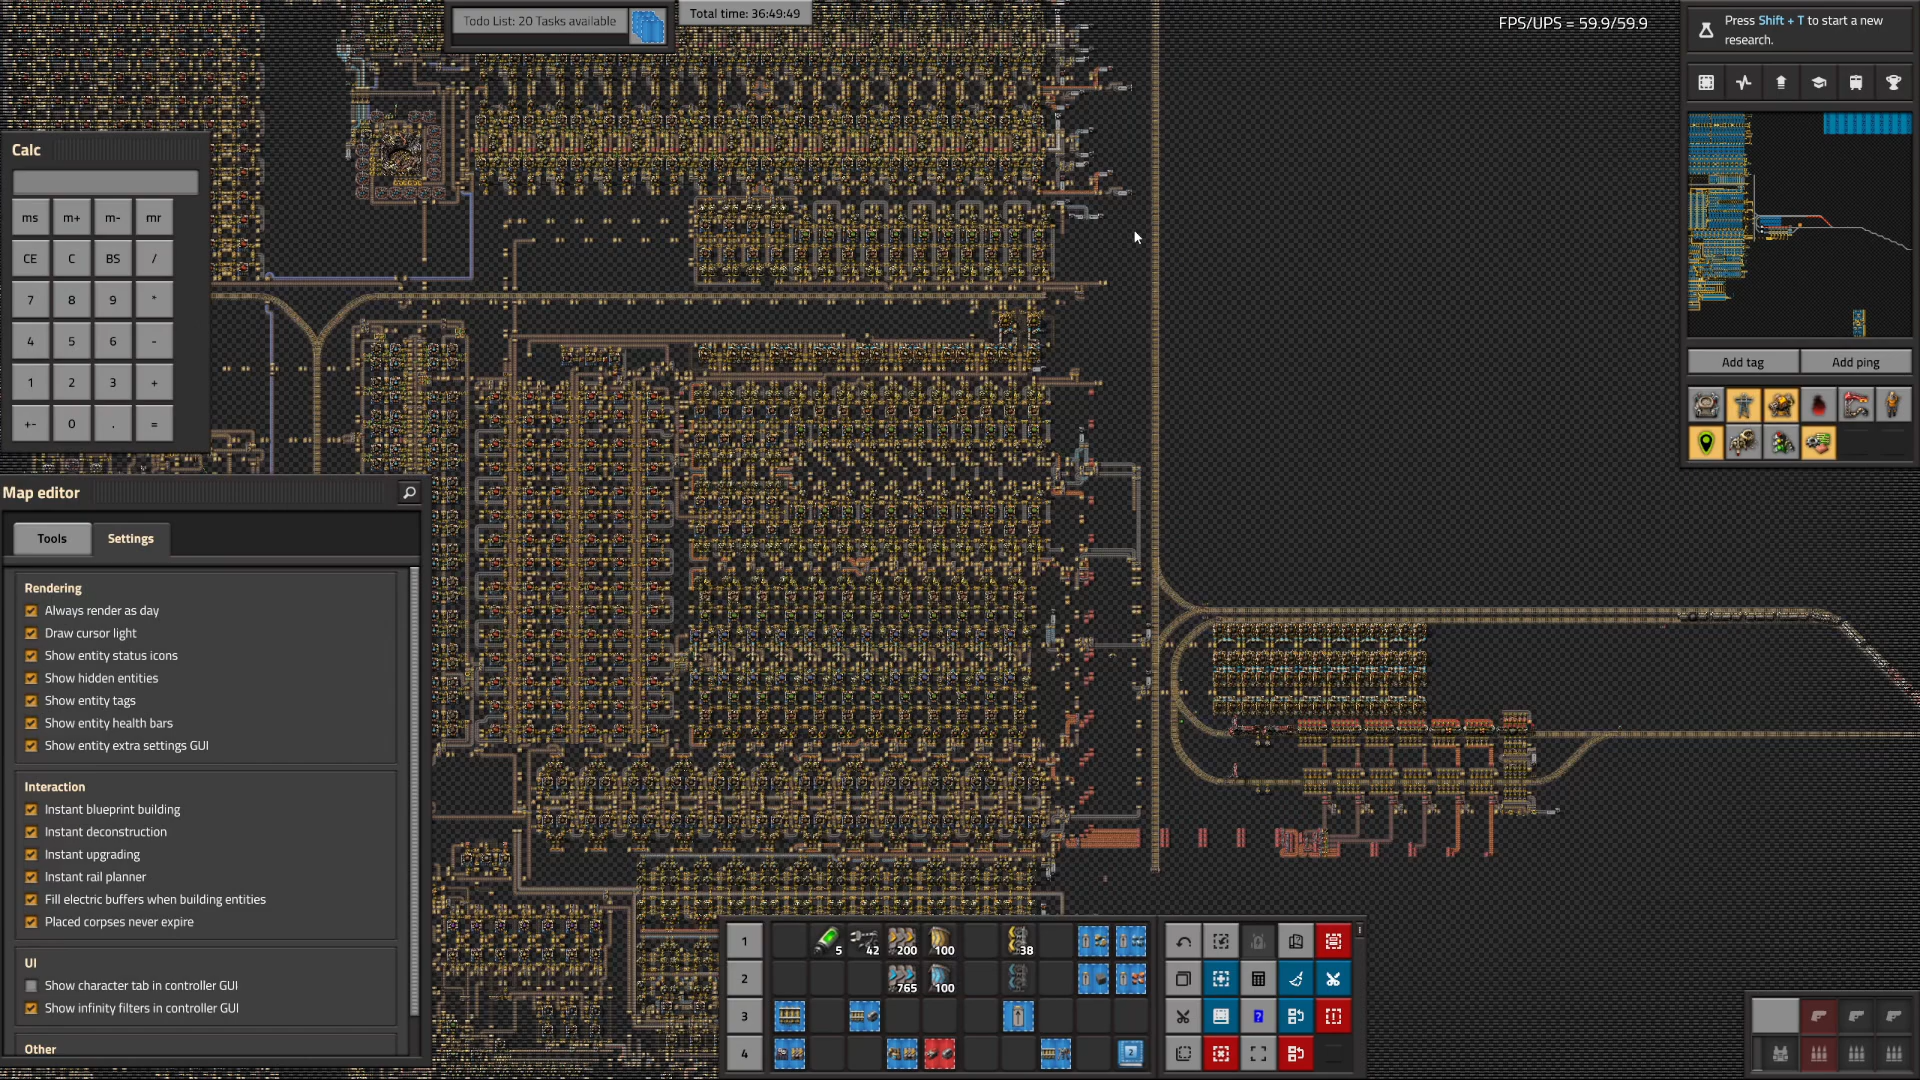 Todo List: 20 Tasks available
Total time: 36:49:49
FPS/UPS = 59.9/59.9
Press Shift + T to start a new
research.
Calc
ms m+ m- mr
CE C BS /
7 8 9 *
4 5 6 -
1 2 3 +
+- 0 . =
Add tag Add ping
Map editor
Tools Settings
Rendering
Always render as day
Draw cursor light
Show entity status icons
Show hidden entities
Show entity tags
Show entity health bars
Show entity extra settings GUI
Interaction
Instant blueprint building
Instant deconstruction
Instant upgrading
Instant rail planner
Fill electric buffers when building entities
Placed corpses never expire
UI
Show character tab in controller GUI
Show infinity filters in controller GUI
Other
1 5 42 200 100 38
2 765 100
3
4 2